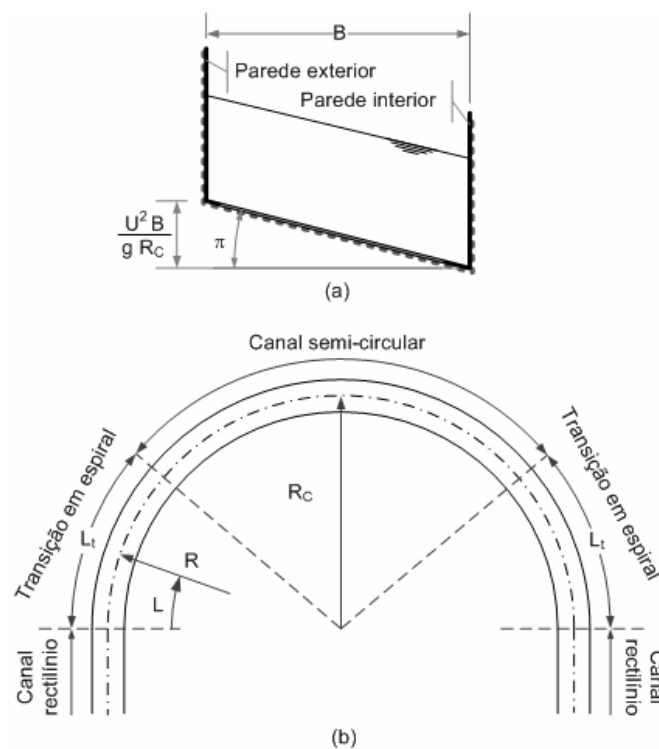 B
Parede exterior
Parede interior
U² B
g R_C
π
(a)
Canal semi-circular
Transição em espiral
Transição em espiral
R_C
L_t
L_t
R
L
Canal
rectilínio
Canal
rectilínio
(b)